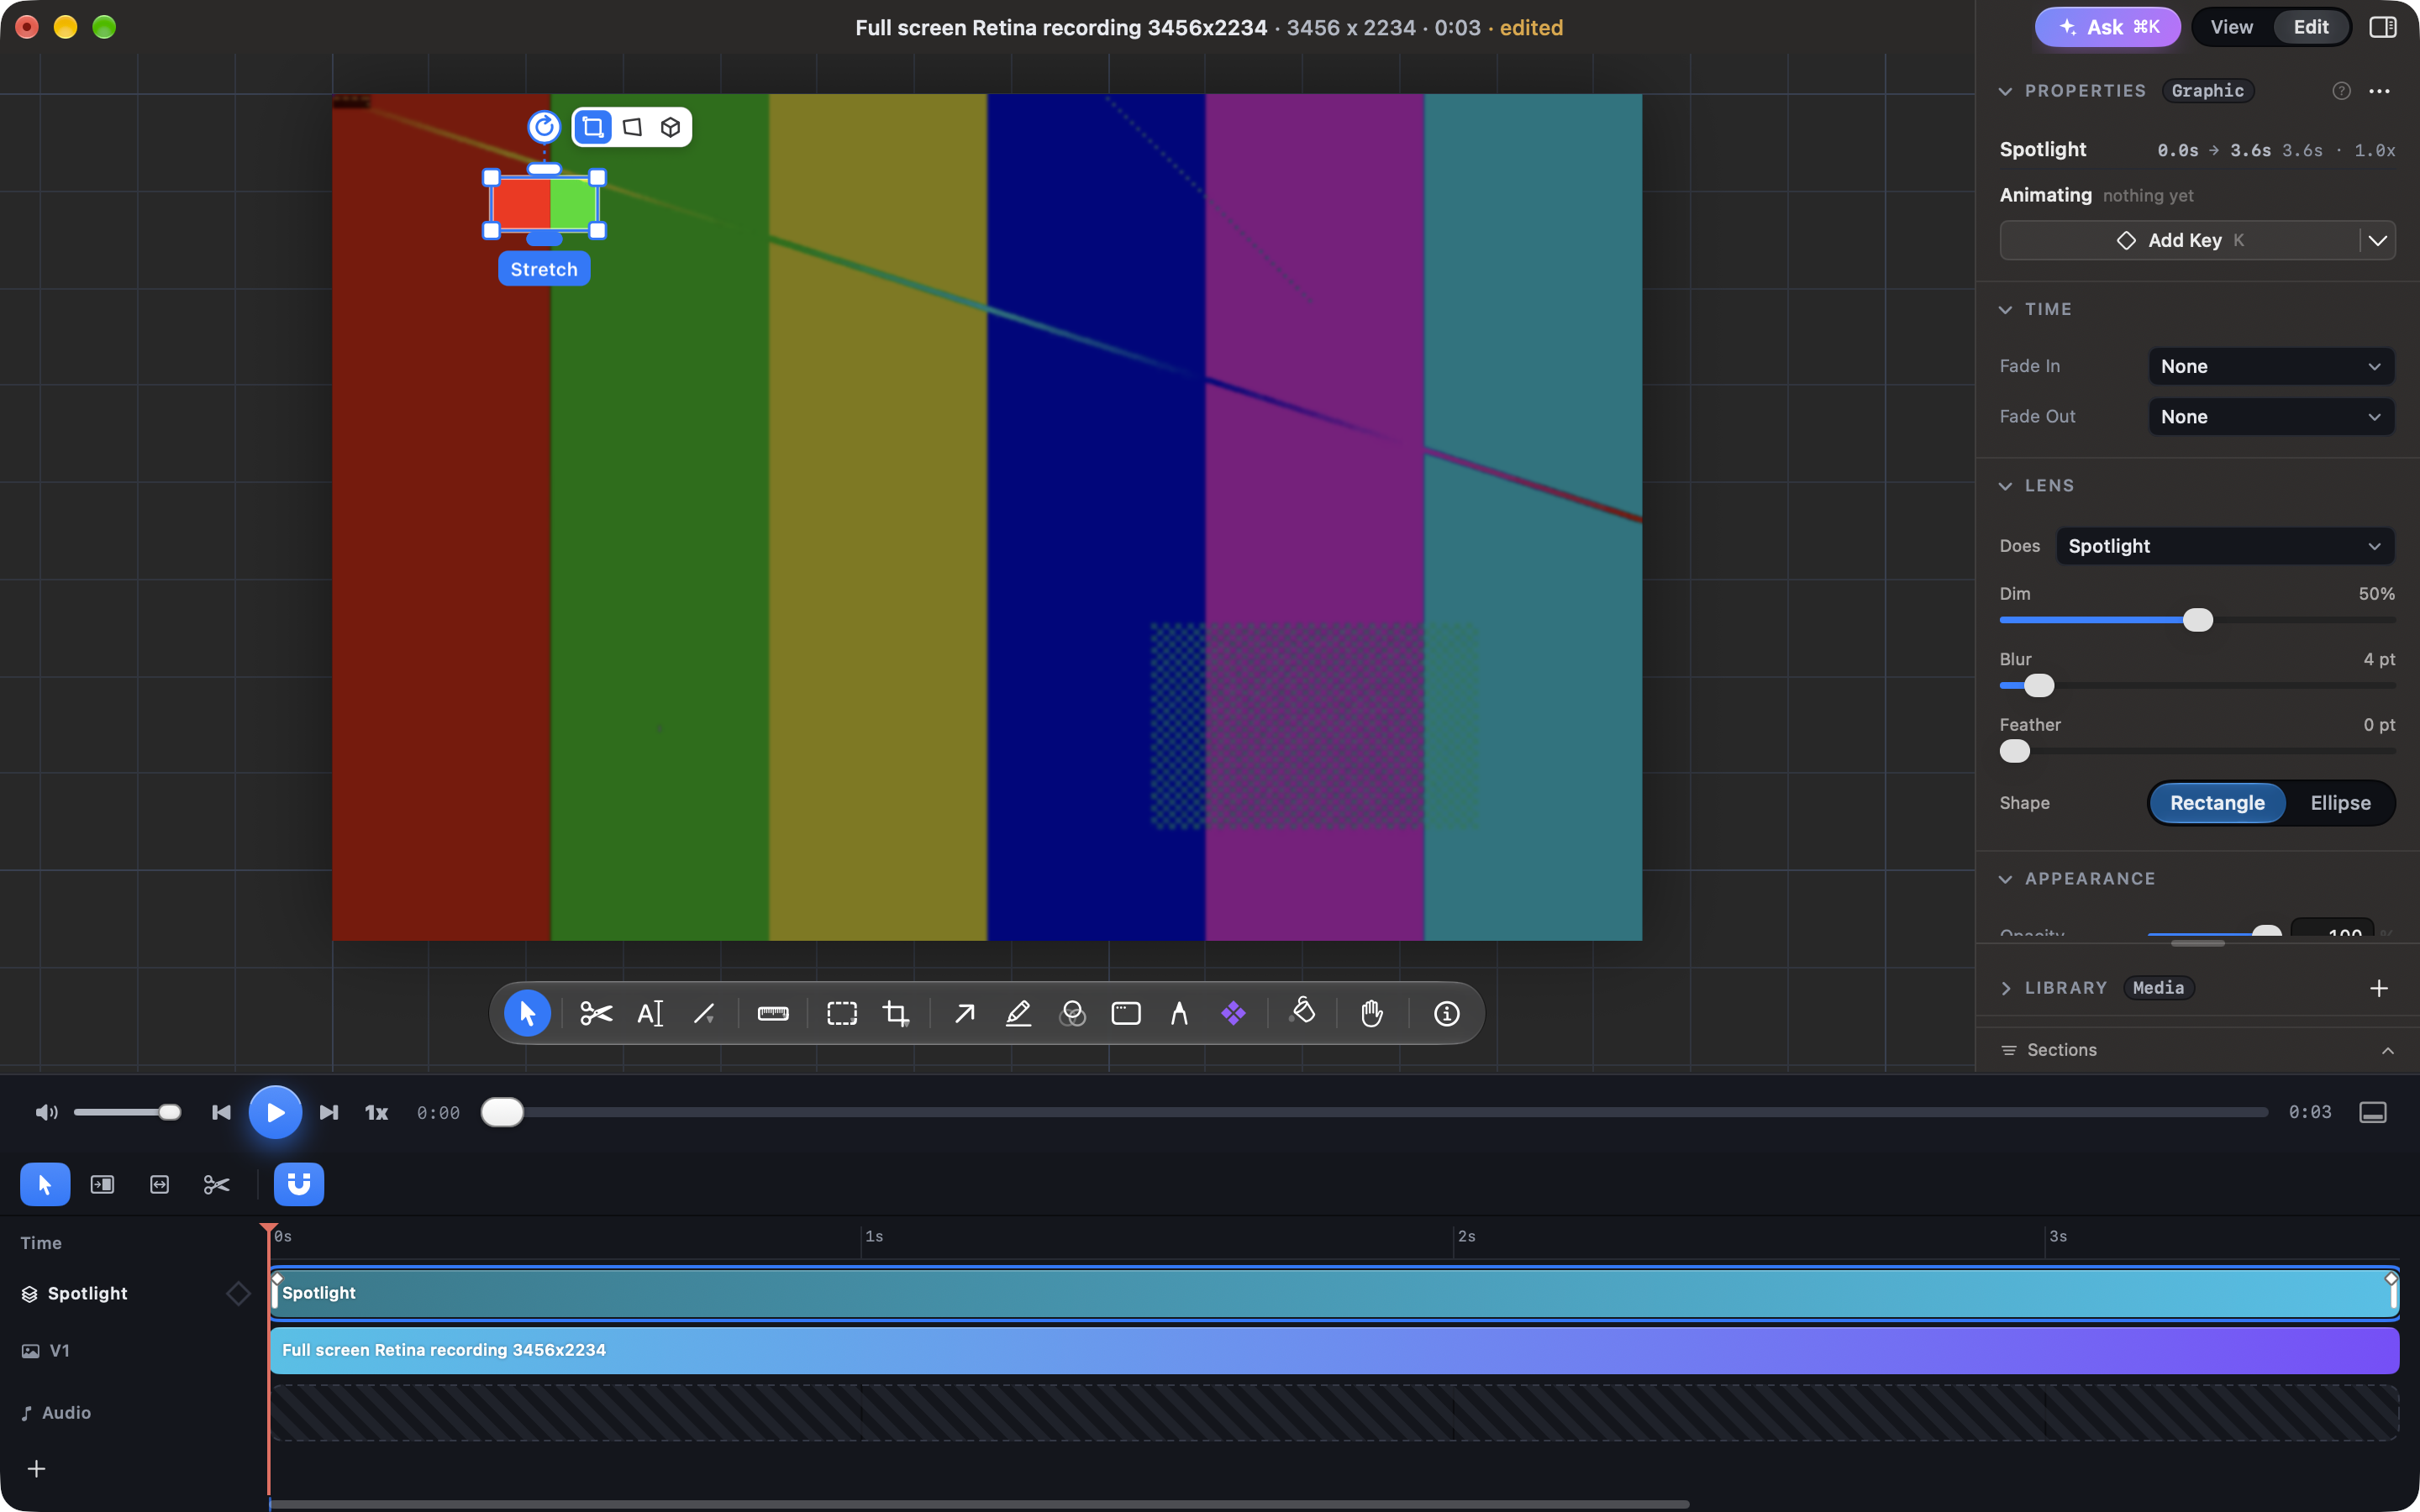 Full screen Retina recording 3456x2234 · 3456 x 2234 · 0:03 · edited
Ask ⌘K
View
Edit
PROPERTIES
Graphic
Spotlight
0.0s → 3.6s 3.6s · 1.0x
Animating nothing yet
Add Key K
Stretch
TIME
Fade In
None
Fade Out
None
LENS
Does
Spotlight
Dim
50%
Blur
4 pt
Feather
0 pt
Shape
Rectangle
Ellipse
APPEARANCE
Opacity
100 %
LIBRARY
Media
Sections
1x
0:00
0:03
Time
0s
1s
2s
3s
Spotlight
Spotlight
V1
Full screen Retina recording 3456x2234
Audio